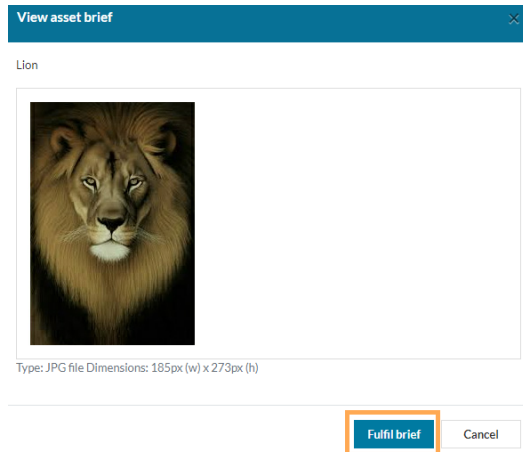 View asset brief
Lion
Type: JPG file Dimensions: 185px (w) x 273px (h)
Fulfil brief Cancel